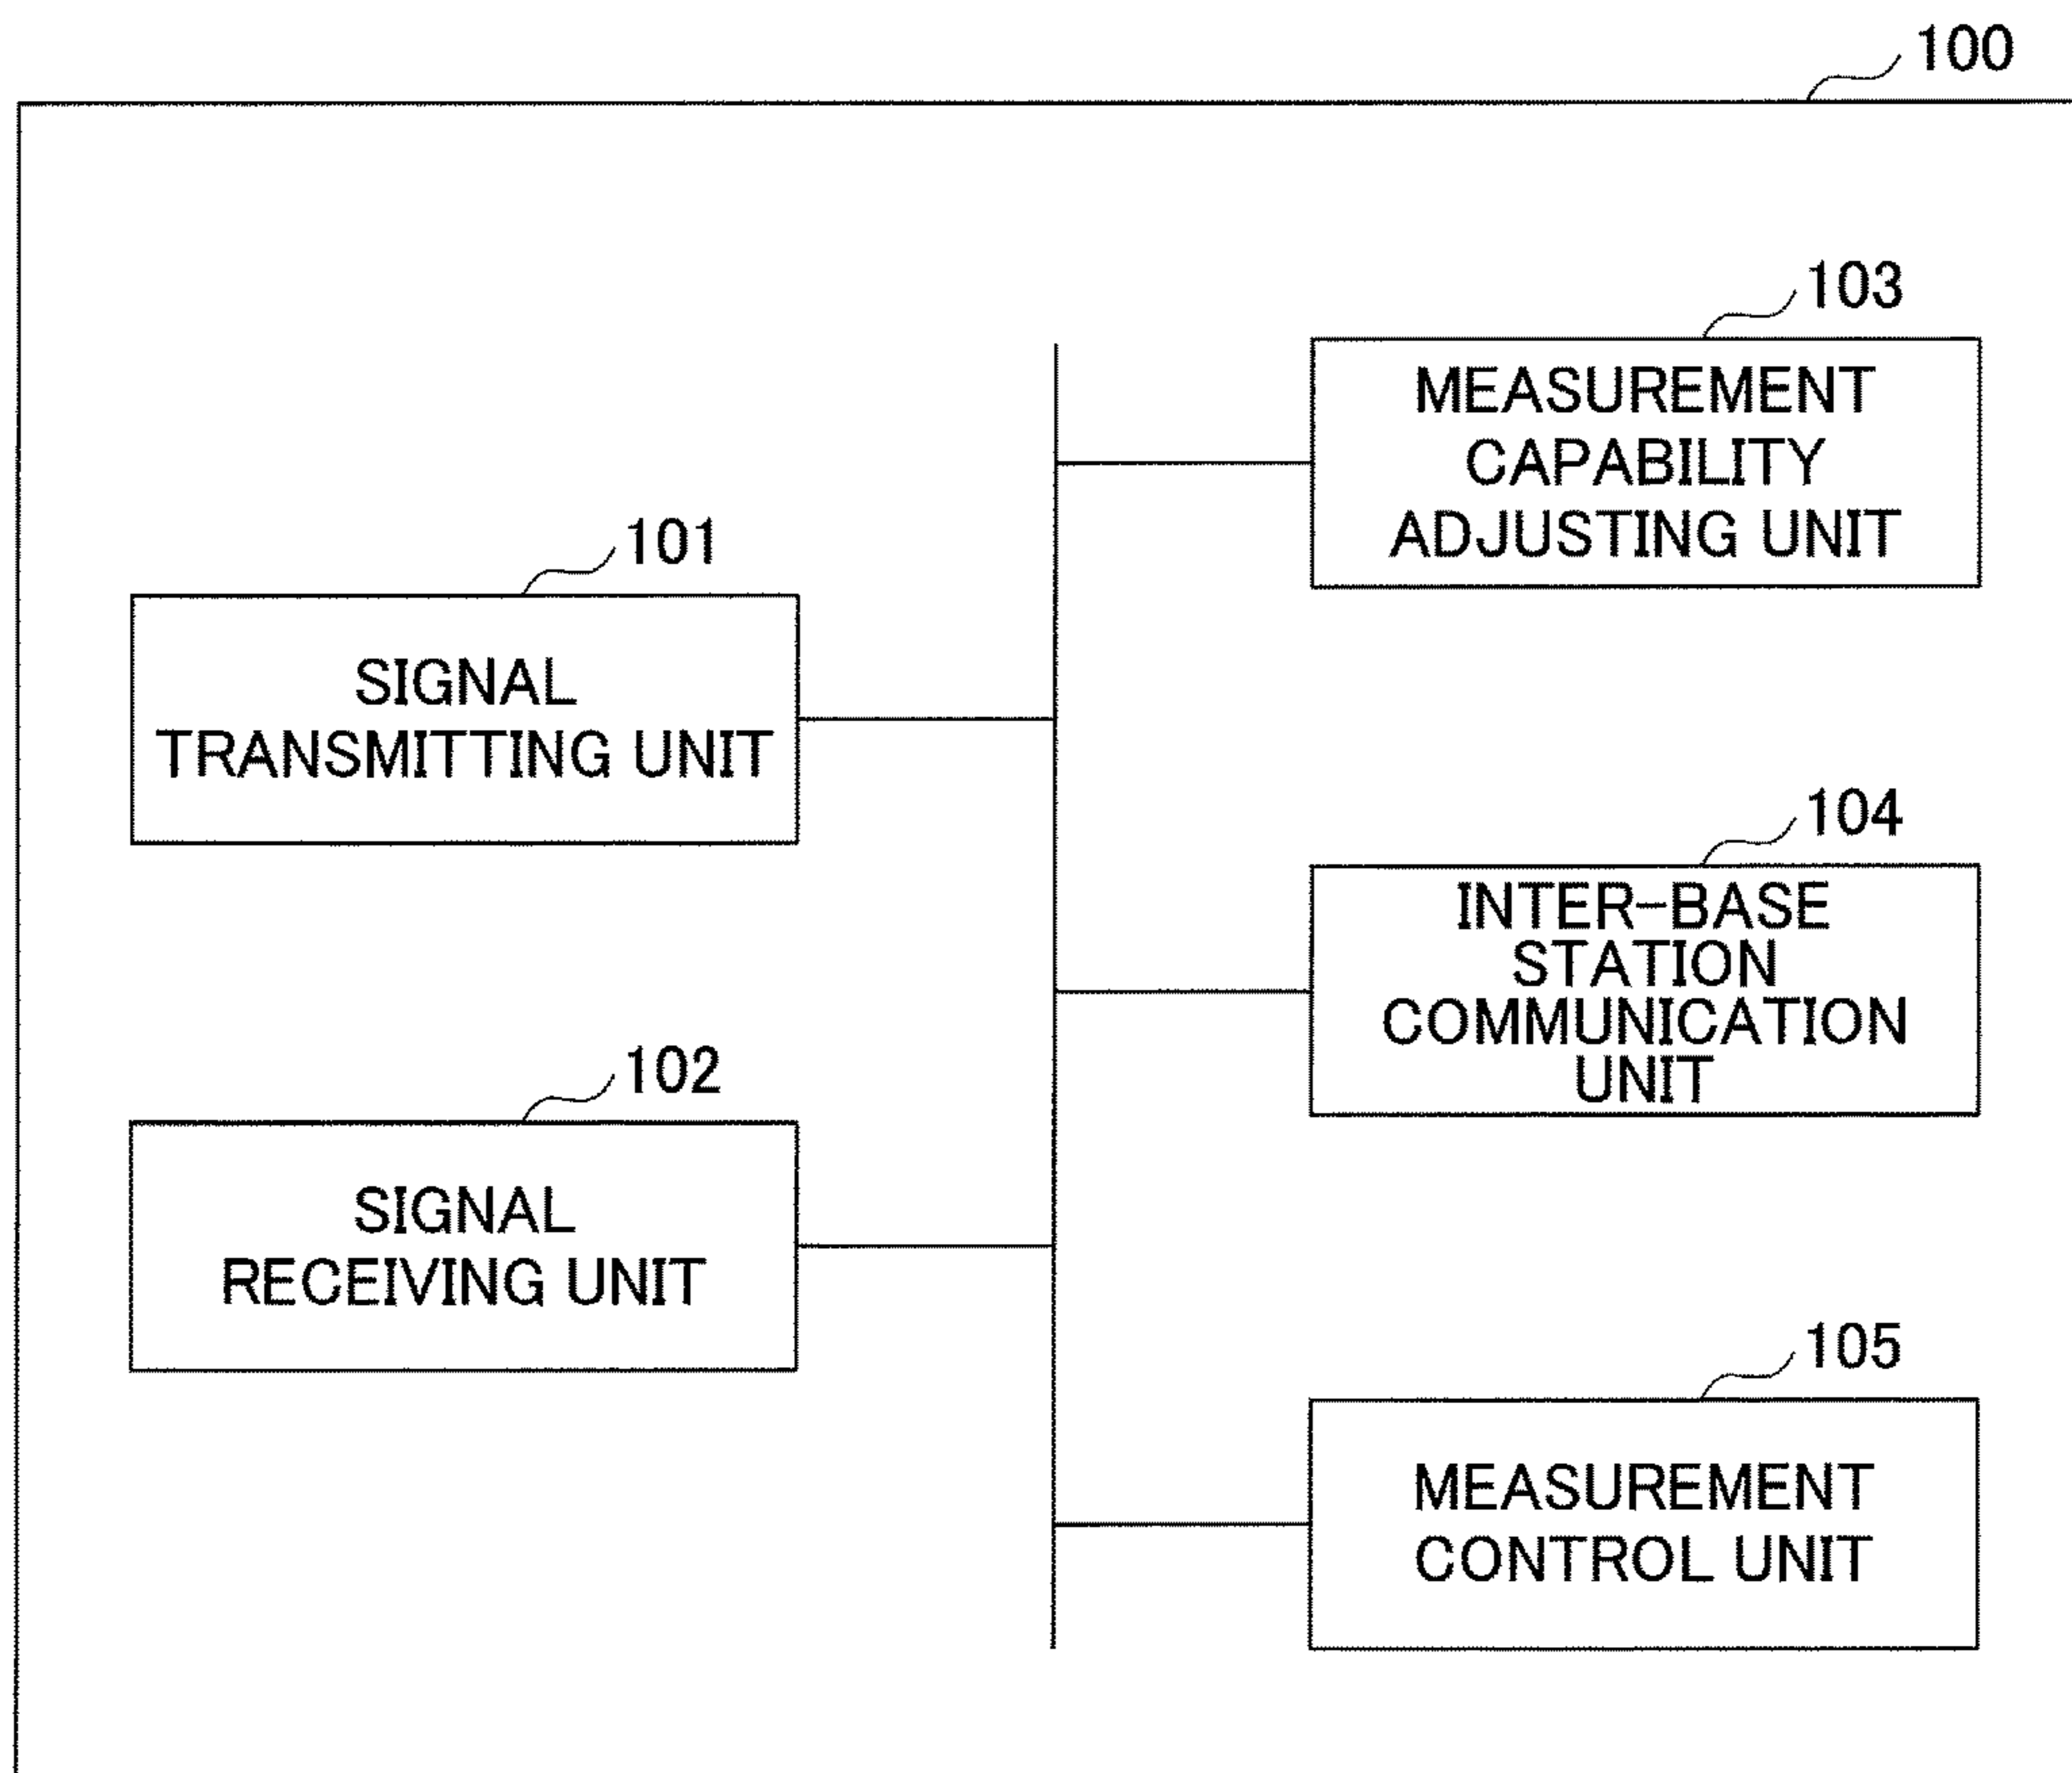 100
103
MEASUREMENT
CAPABILITY
ADJUSTING UNIT
101
SIGNAL
TRANSMITTING UNIT
104
INTER-BASE
STATION
COMMUNICATION
UNIT
102
SIGNAL
RECEIVING UNIT
105
MEASUREMENT
CONTROL UNIT